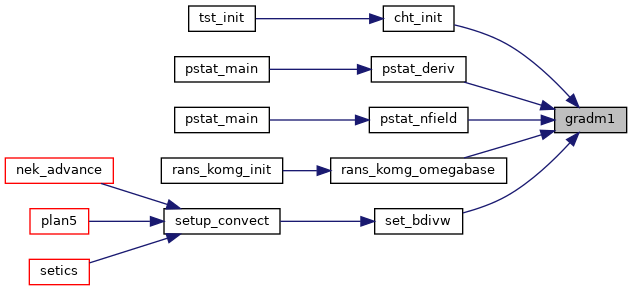 tst_init
cht_init
pstat_main
pstat_deriv
gradm1
pstat_main
pstat_nfield
nek_advance
rans_komg_init
rans_komg_omegabase
plan5
setup_convect
set_bdivw
setics